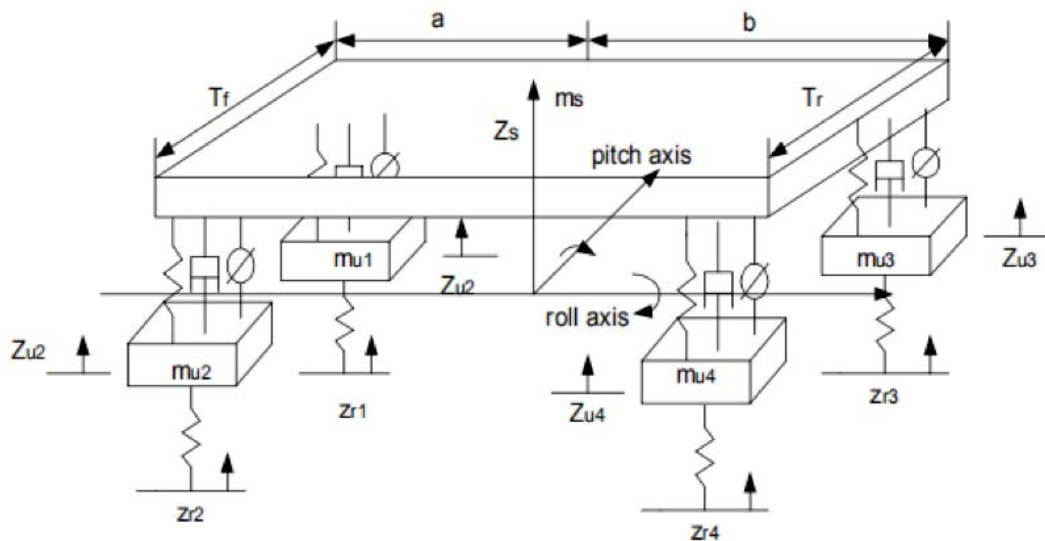 a
b
Tf
ms
Tr
Zs
pitch axis
mu1
mu3
Zu3
Zu2
roll axis
Zu2
mu2
mu4
zr1
Zu4
zr3
zr2
zr4